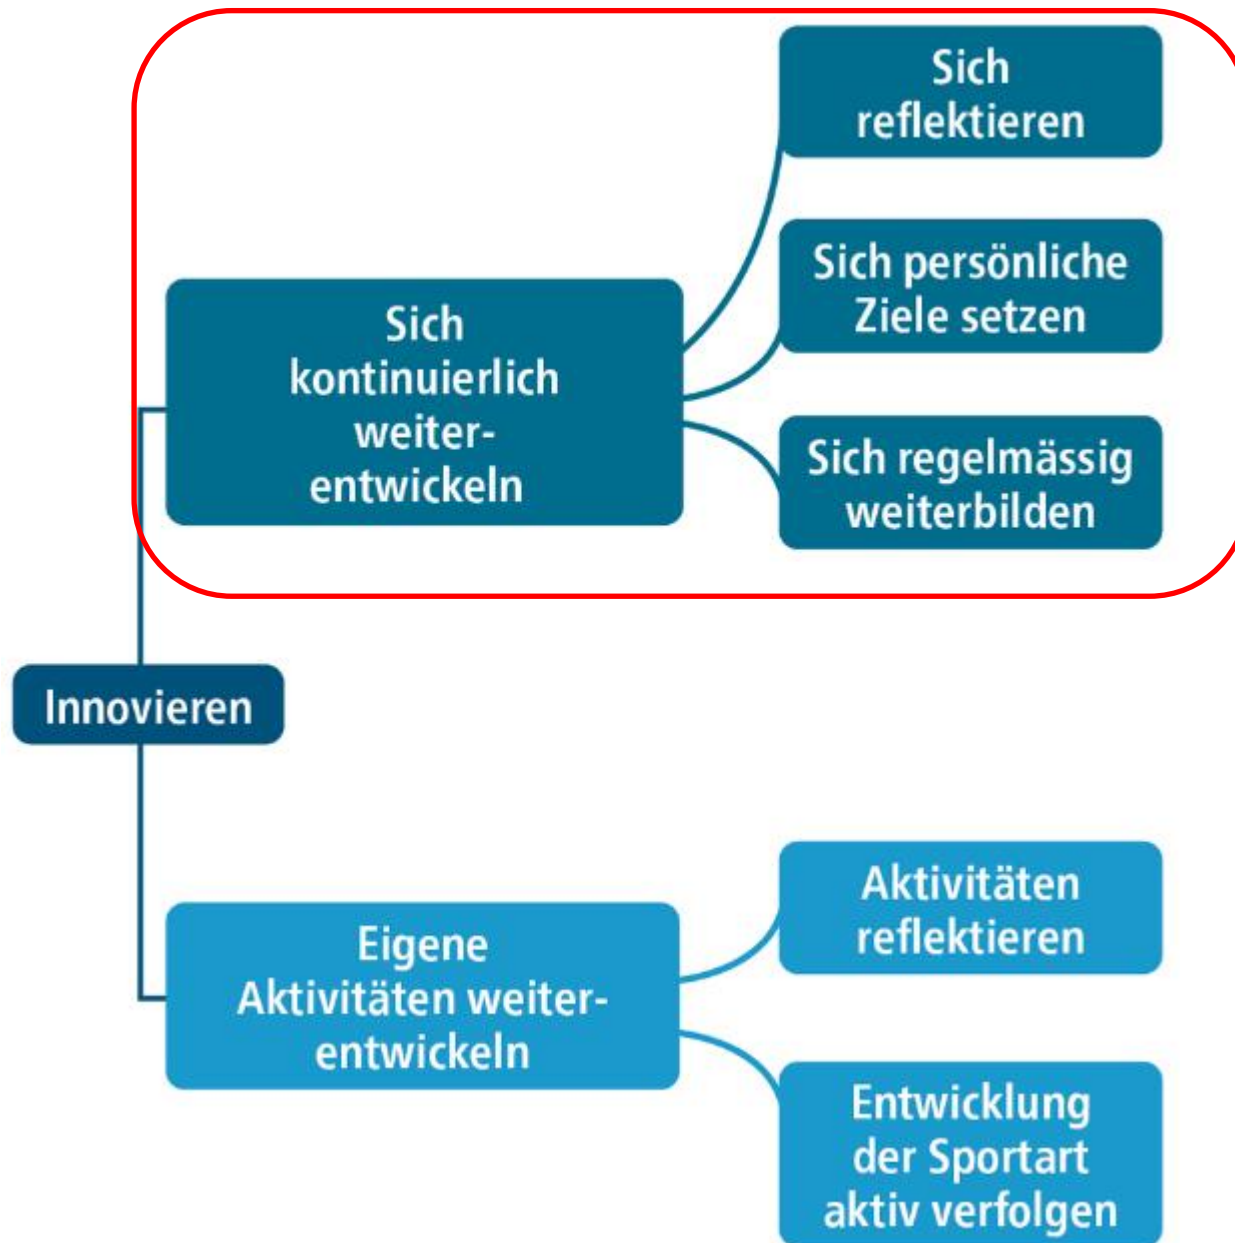 Sich
reflektieren
Sich persönliche
Ziele setzen
Sich
kontinuierlich
weiter-
entwickeln
Sich regelmässig
weiterbilden
Innovieren
Aktivitäten
reflektieren
Eigene
Aktivitäten weiter-
entwickeln
Entwicklung
der Sportart
aktiv verfolgen